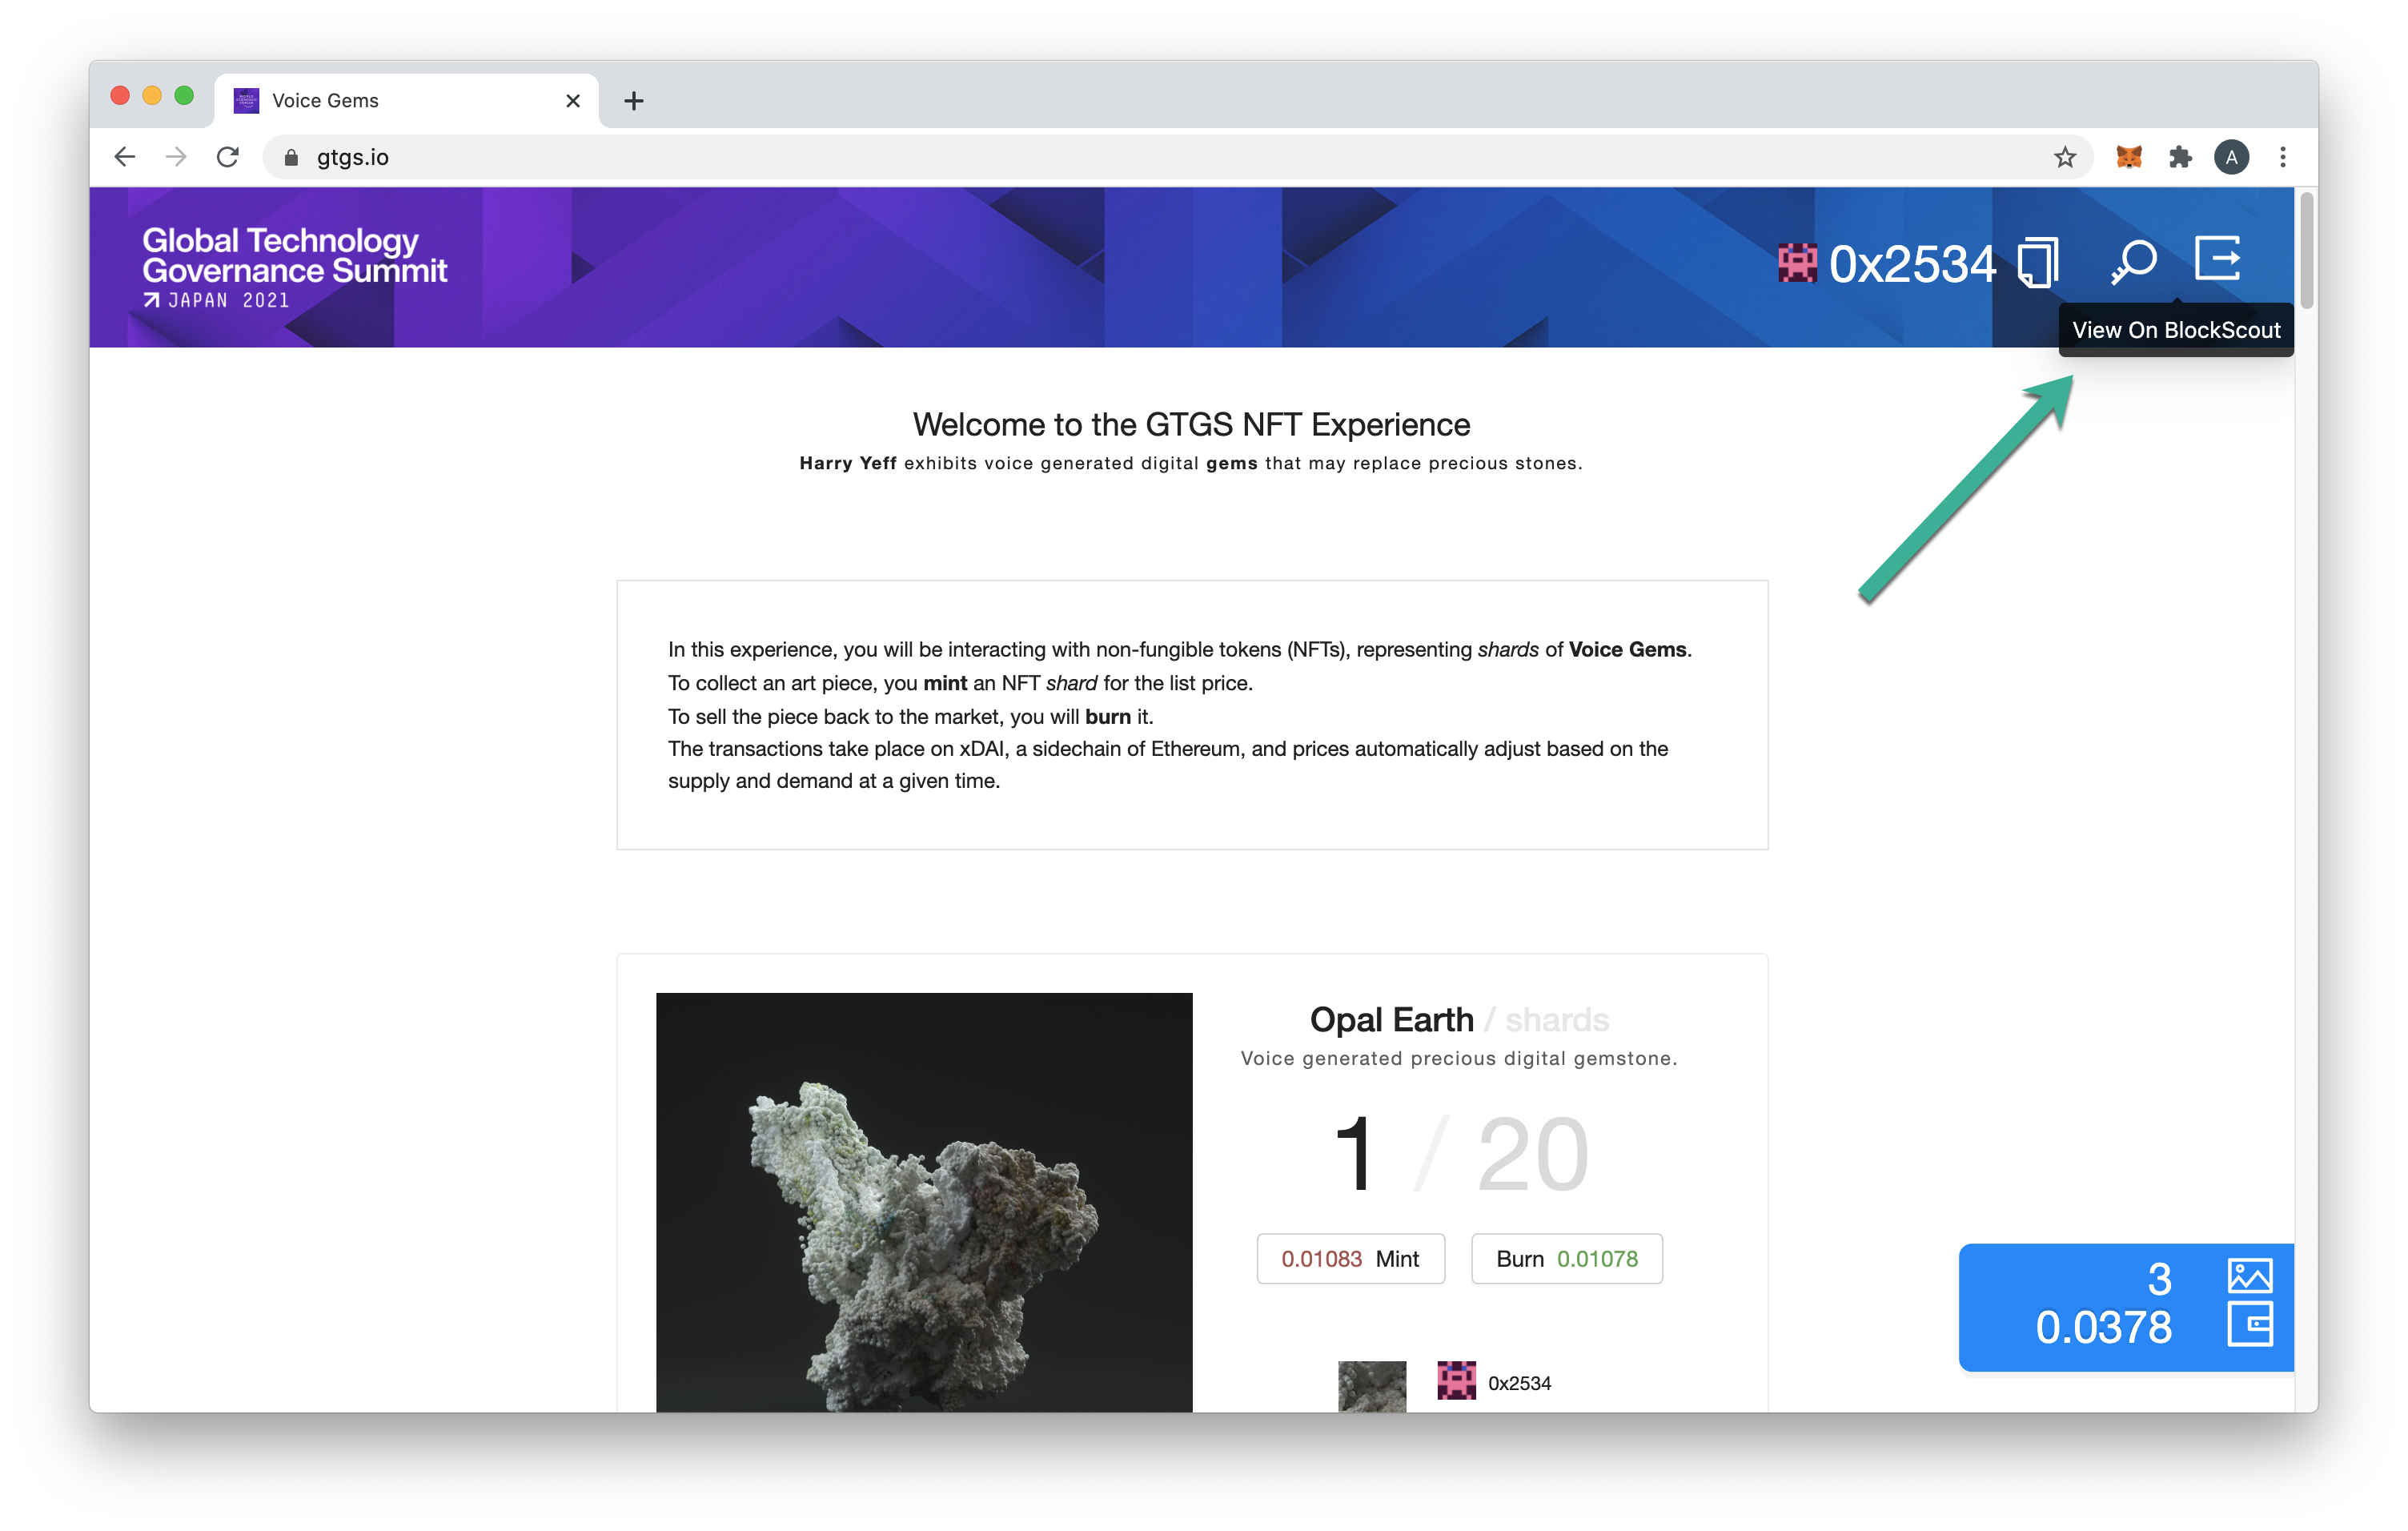 Voice Gems
gtgs.io
A
Global Technology
Governance Summit
JAPAN 2021
0x2534
View On BlockScout
Welcome to the GTGS NFT Experience
Harry Yeff exhibits voice generated digital gems that may replace precious stones.
In this experience, you will be interacting with non-fungible tokens (NFTs), representing shards of Voice Gems.
To collect an art piece, you mint an NFT shard for the list price.
To sell the piece back to the market, you will burn it.
The transactions take place on xDAI, a sidechain of Ethereum, and prices automatically adjust based on the
supply and demand at a given time.
Opal Earth / shards
Voice generated precious digital gemstone.
1 / 20
0.01083 Mint
Burn 0.01078
3
0.0378
0x2534